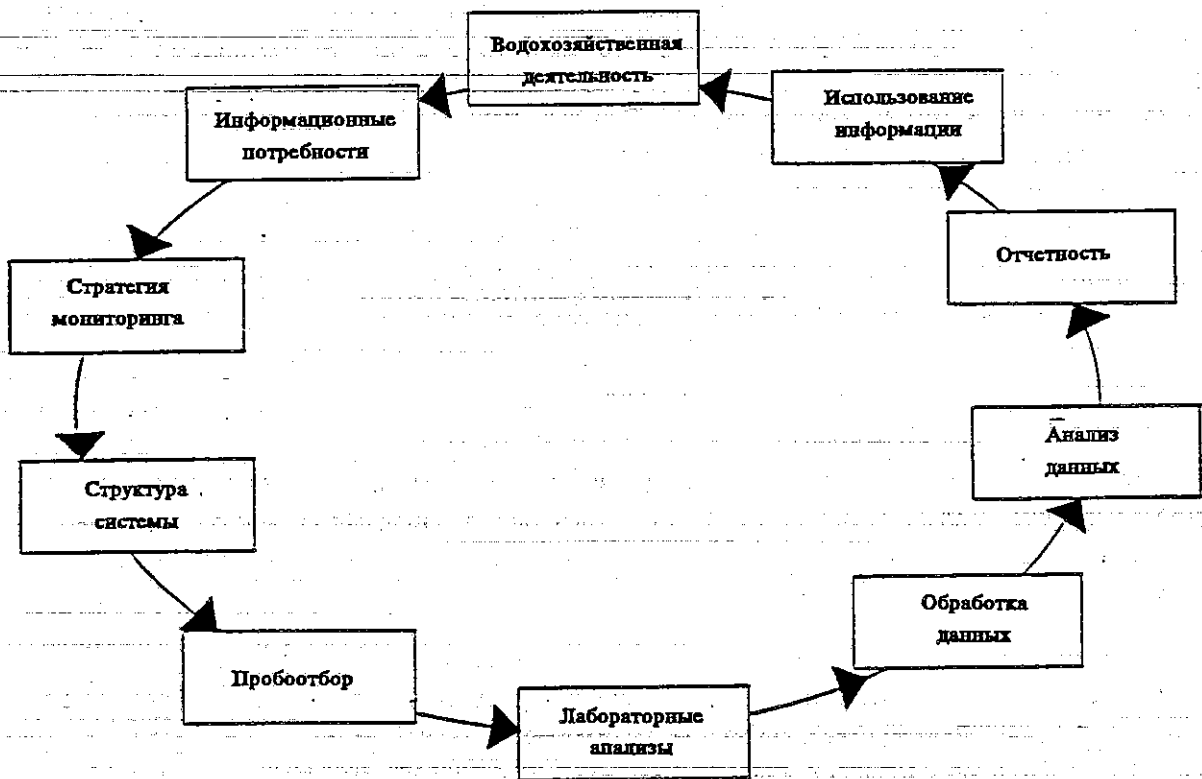 Водохозяйственная
деятельность
Информационные
потребности
Стратегия
мониторинга
Структура
системы
Пробоотбор
Лабораторные
анализы
Обработка
данных
Анализ
данных
Отчетность
Использование
информации